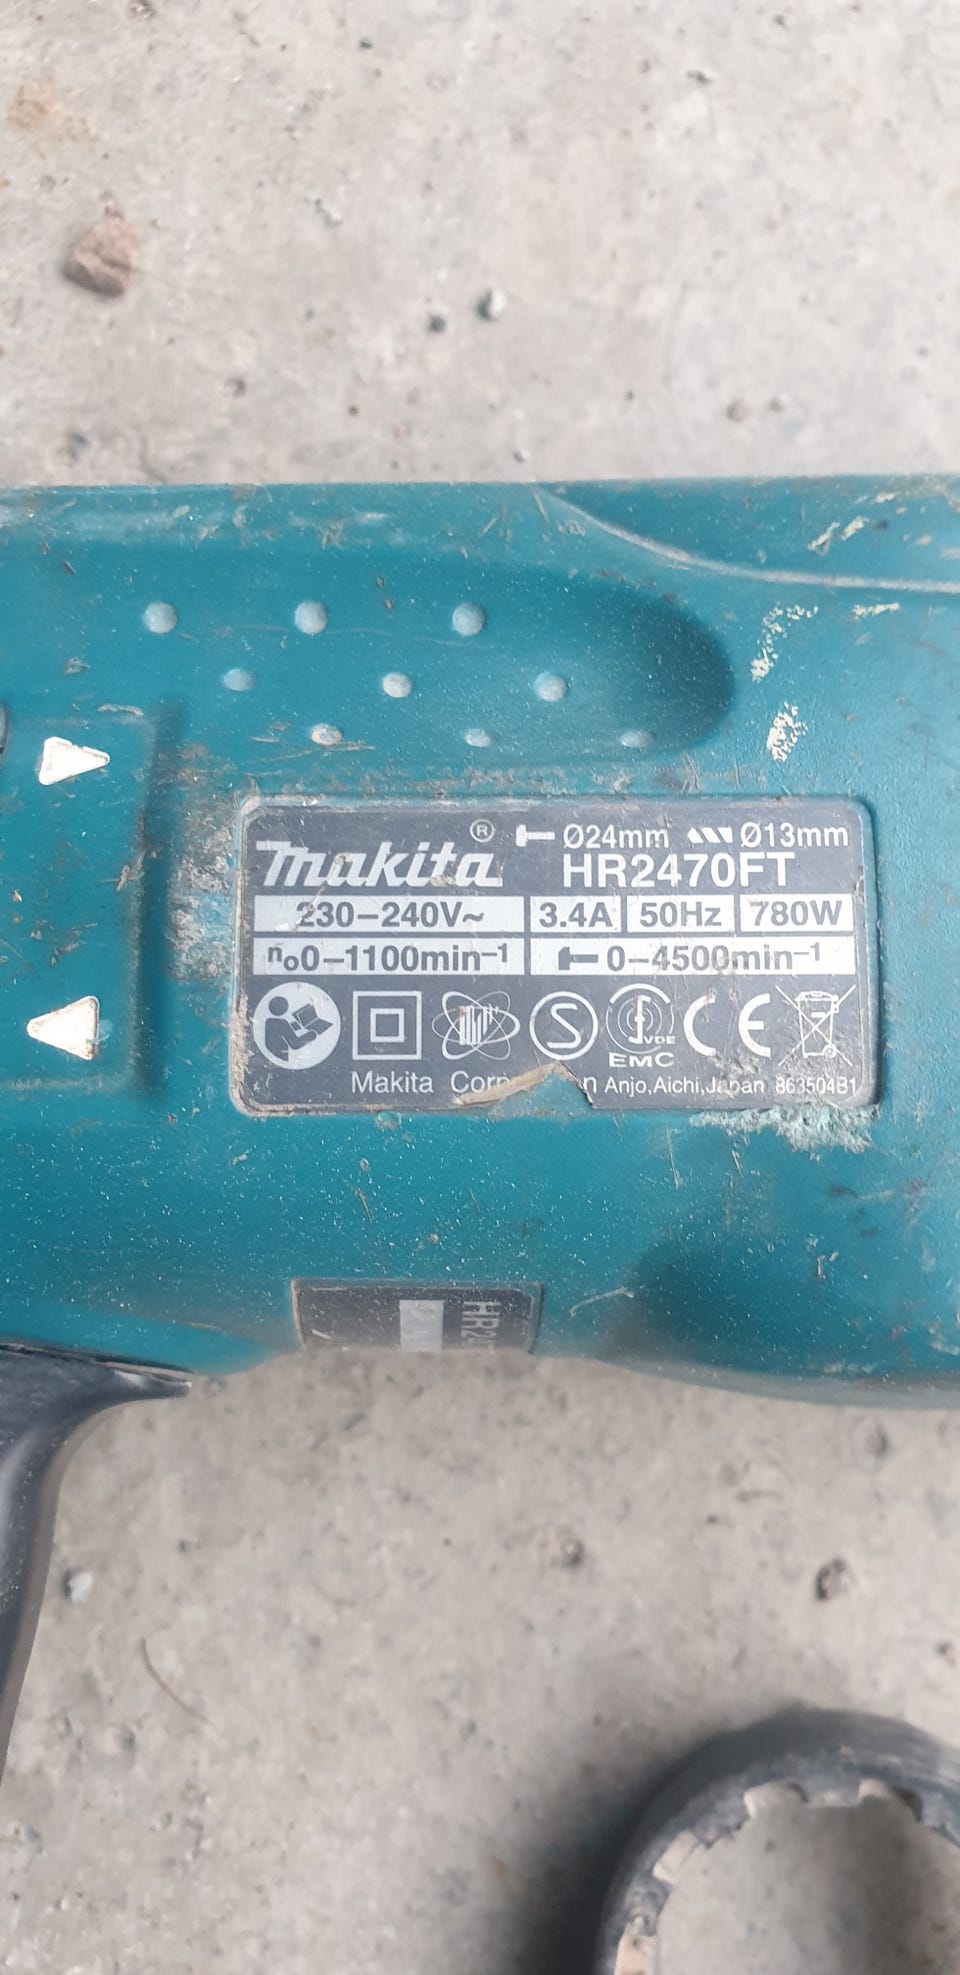 makita® Ø24mm Ø13mm
HR2470FT
230–240V~ 3.4A 50Hz 780W
n₀0–1100min⁻¹ 0–4500min⁻¹
S VDE
EMC CE
Makita Anjo,Aichi,Japan 863504B1